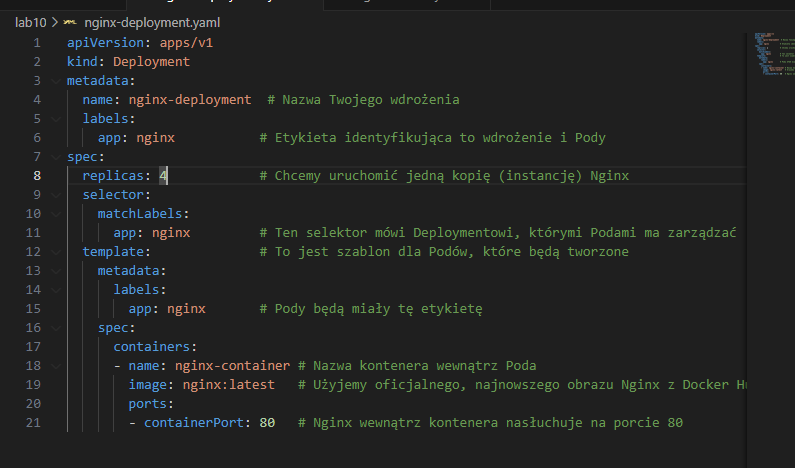 lab10 > nginx-deployment.yaml
1 apiVersion: apps/v1
2 kind: Deployment
3 metadata:
4   name: nginx-deployment  # Nazwa Twojego wdrożenia
5   labels:
6     app: nginx           # Etykieta identyfikująca to wdrożenie i Pody
7 spec:
8   replicas: 4            # Chcemy uruchomić jedną kopię (instancję) Nginx
9   selector:
10     matchLabels:
11       app: nginx         # Ten selektor mówi Deploymentowi, którymi Podami ma zarządzać
12   template:              # To jest szablon dla Podów, które będą tworzone
13     metadata:
14       labels:
15         app: nginx       # Pody będą miały tę etykietę
16     spec:
17       containers:
18       - name: nginx-container # Nazwa kontenera wewnątrz Poda
19         image: nginx:latest   # Użyjemy oficjalnego, najnowszego obrazu Nginx z Docker
20         ports:
21         - containerPort: 80   # Nginx wewnątrz kontenera nasłuchuje na porcie 80